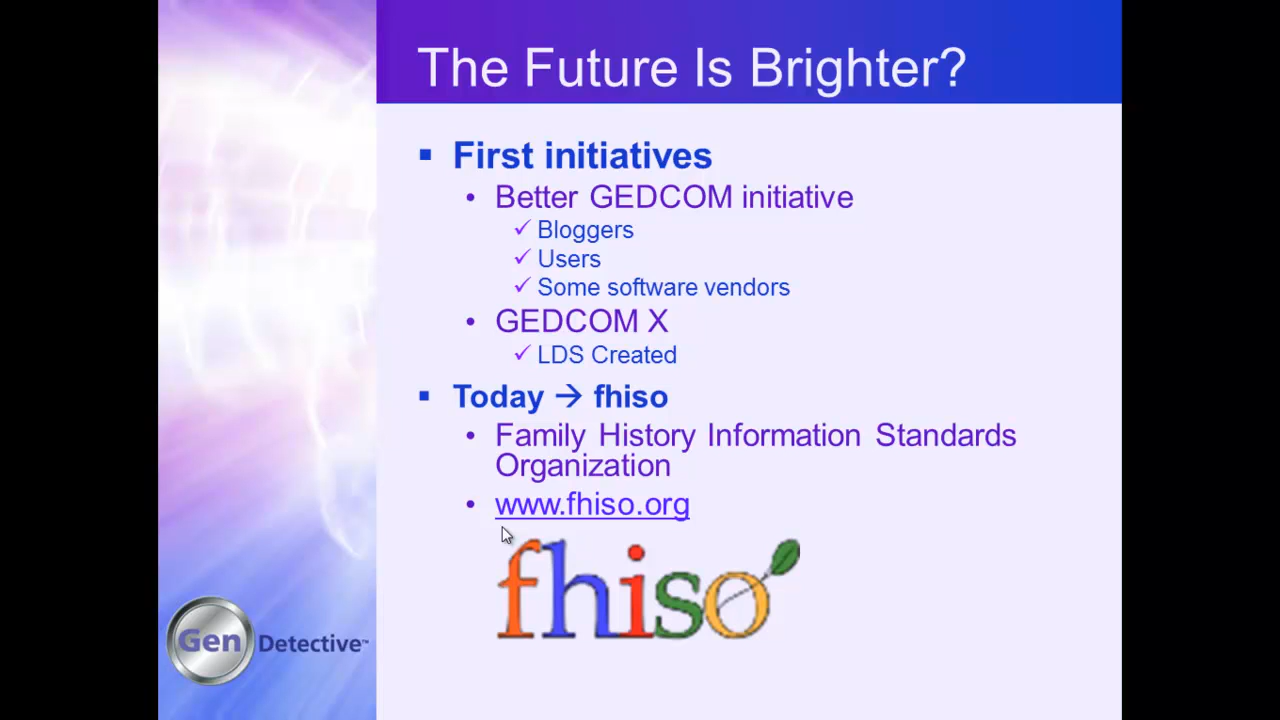 The Future Is Brighter?
First initiatives
Better GEDCOM initiative
Bloggers
Users
Some software vendors
GEDCOM X
LDS Created
Today → fhiso
Family History Information Standards
Organization
www.fhiso.org
fhiso
Gen Detective™